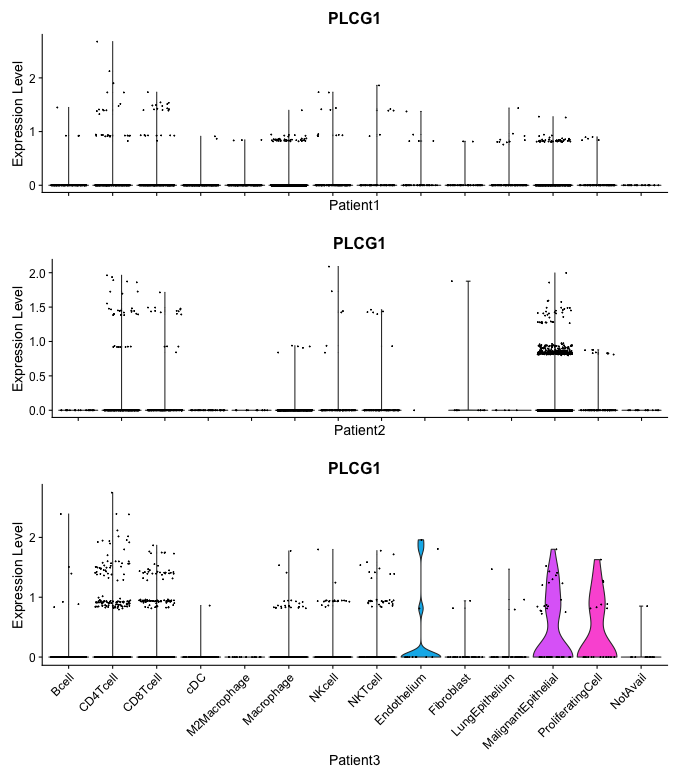 PLCG1
Expression Level
2
1
0
Patient1
PLCG1
Expression Level
2.0
1.5
1.0
0.5
0.0
Patient2
PLCG1
Expression Level
2
1
0
Bcell
CD4Tcell
CD8Tcell
cDC
M2Macrophage
Macrophage
NKcell
NKTcell
Endothelium
Fibroblast
LungEpithelium
MalignantEpithelial
ProliferatingCell
NotAvail
Patient3